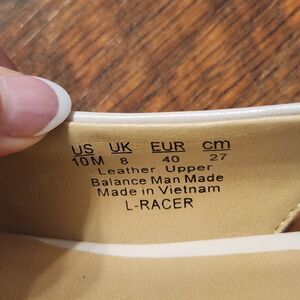 US UK EUR cm
10M 8 40 27
Leather Upper
Balance Man Made
Made in Vietnam
L-RACER